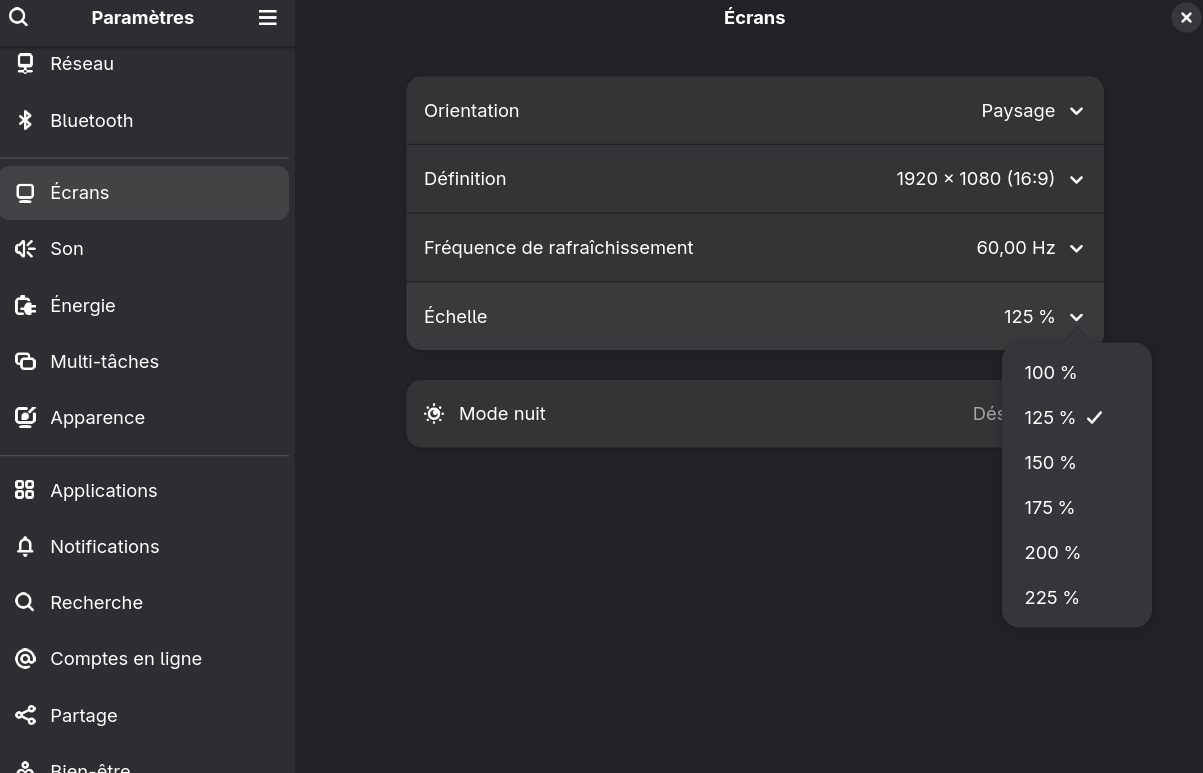 Paramètres
Réseau
Bluetooth
Écrans
Son
Énergie
Multi-tâches
Apparence
Applications
Notifications
Recherche
Comptes en ligne
Partage
Bien-être
Écrans
Orientation Paysage
Définition 1920 × 1080 (16:9)
Fréquence de rafraîchissement 60,00 Hz
Échelle 125 %
Mode nuit Dés
100 %
125 %
150 %
175 %
200 %
225 %